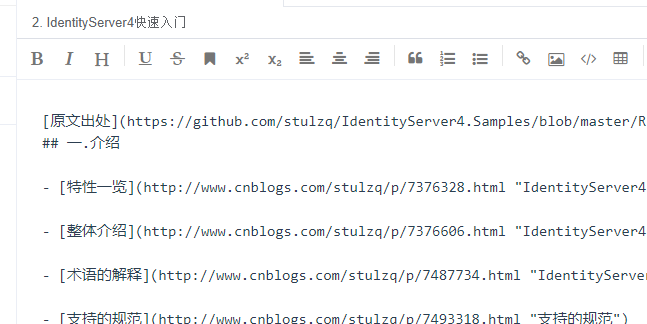 2. IdentityServer4快速入门
B I H U S x² x₂
[原文出处](https://github.com/stulzq/IdentityServer4.Samples/blob/master/R
## 一.介绍
- [特性一览](http://www.cnblogs.com/stulzq/p/7376328.html "IdentityServer4
- [整体介绍](http://www.cnblogs.com/stulzq/p/7376606.html "IdentityServer4
- [术语的解释](http://www.cnblogs.com/stulzq/p/7487734.html "IdentityServer
- [支持的规范](http://www.cnblogs.com/stulzq/p/7493318.html "支持的规范")